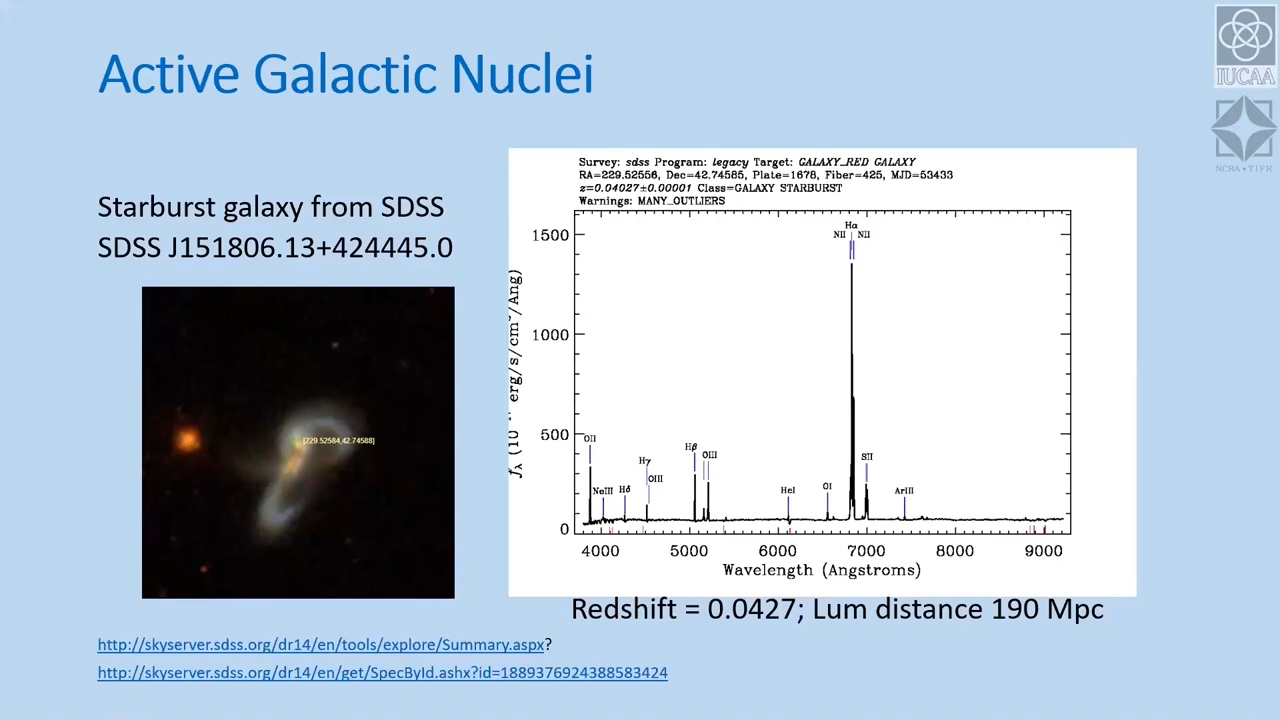 Active Galactic Nuclei
IUCAA
NCRA • TIFR
Starburst galaxy from SDSS
SDSS J151806.13+424445.0
[229.52584,42.74588]
Survey: sdss Program: legacy Target: GALAXY_RED GALAXY
RA=229.52556, Dec=42.74585, Plate=1678, Fiber=425, MJD=53433
z=0.04027±0.00001 Class=GALAXY STARBURST
Warnings: MANY_OUTLIERS
Hα
NII NII
1500
1000
500
0
erg/s/cm²/Ang)
OII
NeIII
Hδ
Hγ
OIII
Hβ
OIII
HeI
OI
SII
ArIII
4000 5000 6000 7000 8000 9000
Wavelength (Angstroms)
Redshift = 0.0427; Lum distance 190 Mpc
http://skyserver.sdss.org/dr14/en/tools/explore/Summary.aspx?
http://skyserver.sdss.org/dr14/en/get/SpecById.ashx?id=1889376924388583424